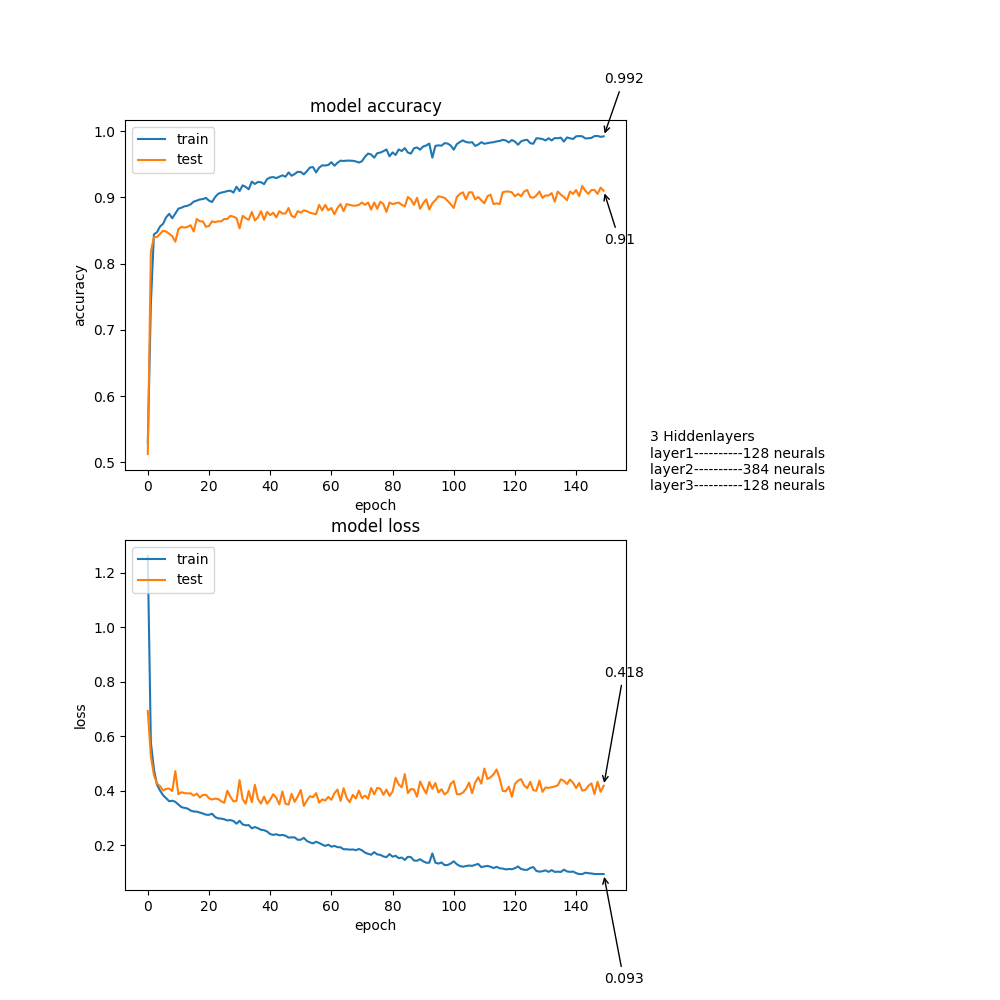 0.992
model accuracy
train
test
1.0
0.9
0.8
0.7
0.6
0.5
accuracy
0.91
0 20 40 60 80 100 120 140
epoch
3 Hiddenlayers
layer1----------128 neurals
layer2----------384 neurals
layer3----------128 neurals
model loss
train
test
1.2
1.0
0.8
0.6
0.4
0.2
loss
0.418
0 20 40 60 80 100 120 140
epoch
0.093